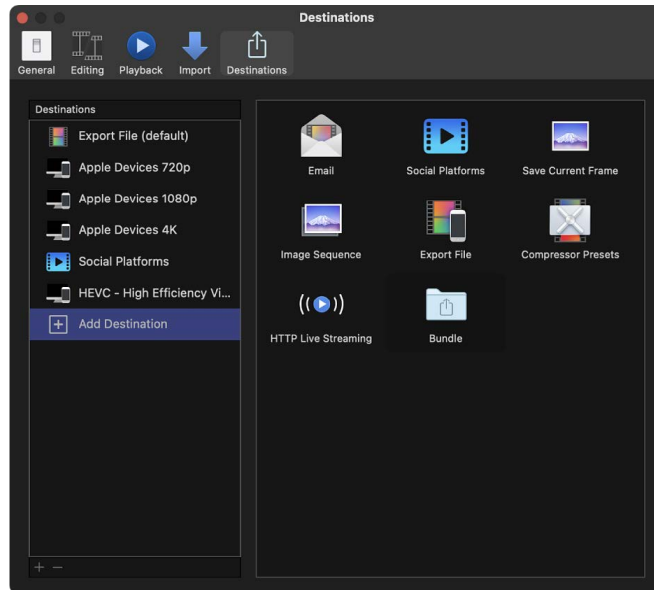 Destinations
General Editing Playback Import Destinations
Destinations
Export File (default)
Apple Devices 720p
Apple Devices 1080p
Apple Devices 4K
Social Platforms
HEVC - High Efficiency Vi...
Add Destination
Email Social Platforms Save Current Frame
Image Sequence Export File Compressor Presets
HTTP Live Streaming Bundle